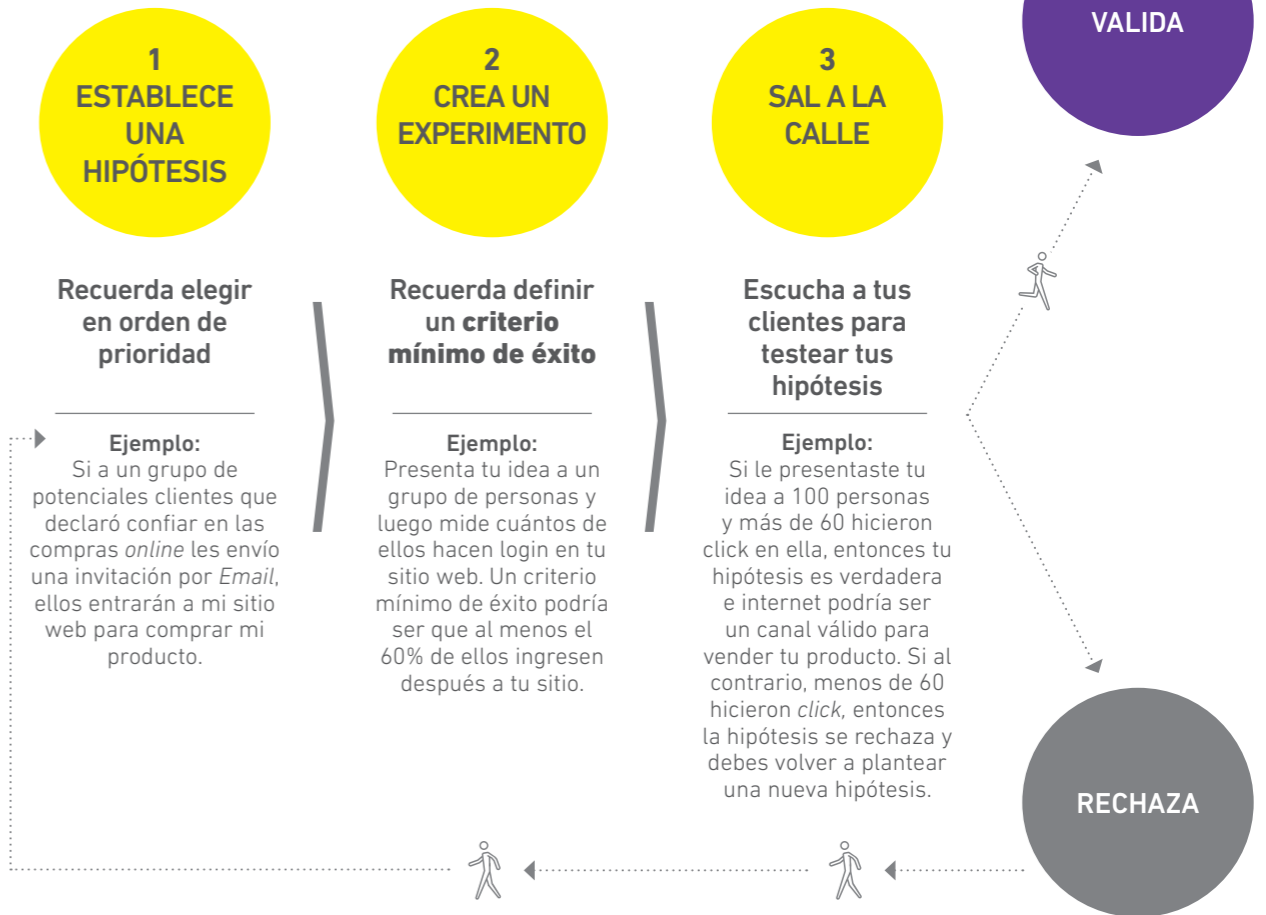 1
ESTABLECE
UNA
HIPÓTESIS
Recuerda elegir
en orden de
prioridad
Ejemplo:
Si a un grupo de
potenciales clientes que
declaró confiar en las
compras online les envío
una invitación por Email,
ellos entrarán a mi sitio
web para comprar mi
producto.
2
CREA UN
EXPERIMENTO
Recuerda definir
un criterio
mínimo de éxito
Ejemplo:
Presenta tu idea a un
grupo de personas y
luego mide cuántos de
ellos hacen login en tu
sitio web. Un criterio
mínimo de éxito podría
ser que al menos el
60% de ellos ingresen
después a tu sitio.
3
SAL A LA
CALLE
Escucha a tus
clientes para
testear tus
hipótesis
Ejemplo:
Si le presentaste tu
idea a 100 personas
y más de 60 hicieron
click en ella, entonces tu
hipótesis es verdadera
e internet podría ser
un canal válido para
vender tu producto. Si al
contrario, menos de 60
hicieron click, entonces
la hipótesis se rechaza y
debes volver a plantear
una nueva hipótesis.
VALIDA
RECHAZA